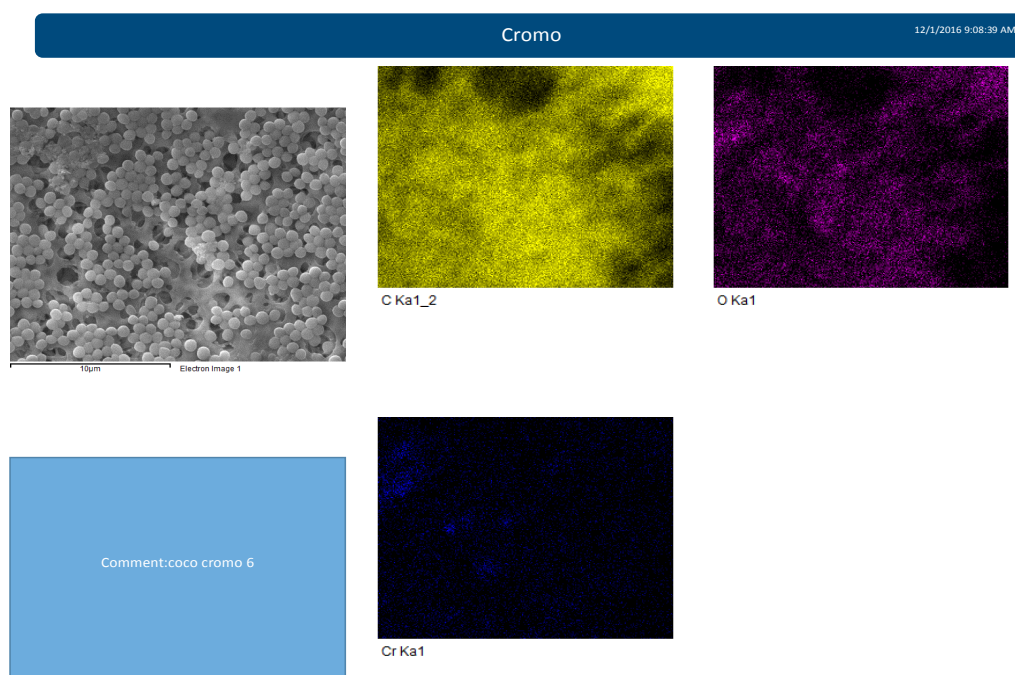 Cromo
12/1/2016 9:08:39 AM
C Ka1_2
O Ka1
10µm
Electron Image 1
Comment:coco cromo 6
Cr Ka1